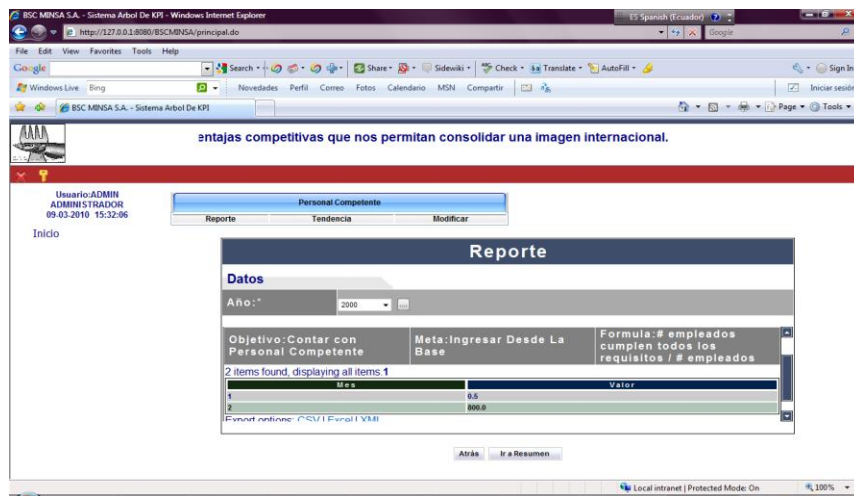 BSC MINSA S.A. - Sistema Arbol De KPI - Windows Internet Explorer
ES Spanish (Ecuador)
http://127.0.0.1:8080/BSCMINSA/principal.do
Google
File Edit View Favorites Tools Help
Google Search Share Sidewiki Check Translate AutoFill Sign In
Windows Live Bing Novedades Perfil Correo Fotos Calendario MSN Compartir Iniciar sesión
BSC MINSA S.A. - Sistema Arbol De KPI Page Tools
entajas competitivas que nos permitan consolidar una imagen internacional.
Usuario:ADMIN
ADMINISTRADOR
09-03-2010 15:32:06
Inicio
Personal Competente
Reporte Tendencia Modificar
Reporte
Datos
Año:* 2000 ...
Objetivo:Contar con
Personal Competente
Meta:Ingresar Desde La
Base
Formula:# empleados
cumplen todos los
requisitos / # empleados
2 items found, displaying all items.1
Mes Valor
1 0.5
2 800.0
Export options: CSV | Excel | XML
Atrás Ir a Resumen
Local intranet | Protected Mode: On 100%